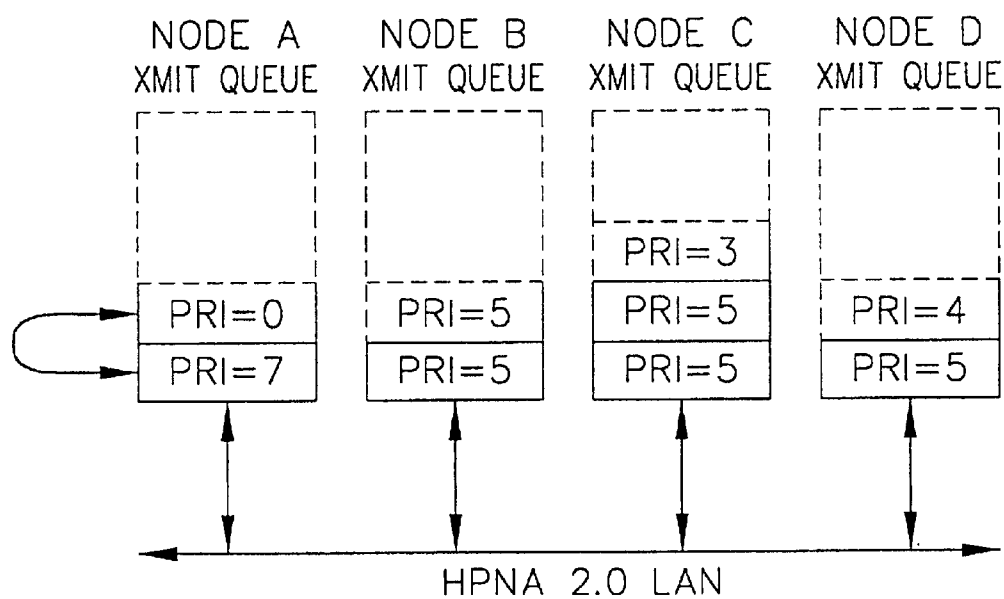 NODE A
XMIT QUEUE
NODE B
XMIT QUEUE
NODE C
XMIT QUEUE
NODE D
XMIT QUEUE
PRI=0
PRI=7
PRI=5
PRI=5
PRI=3
PRI=5
PRI=5
PRI=4
PRI=5
HPNA 2.0 LAN